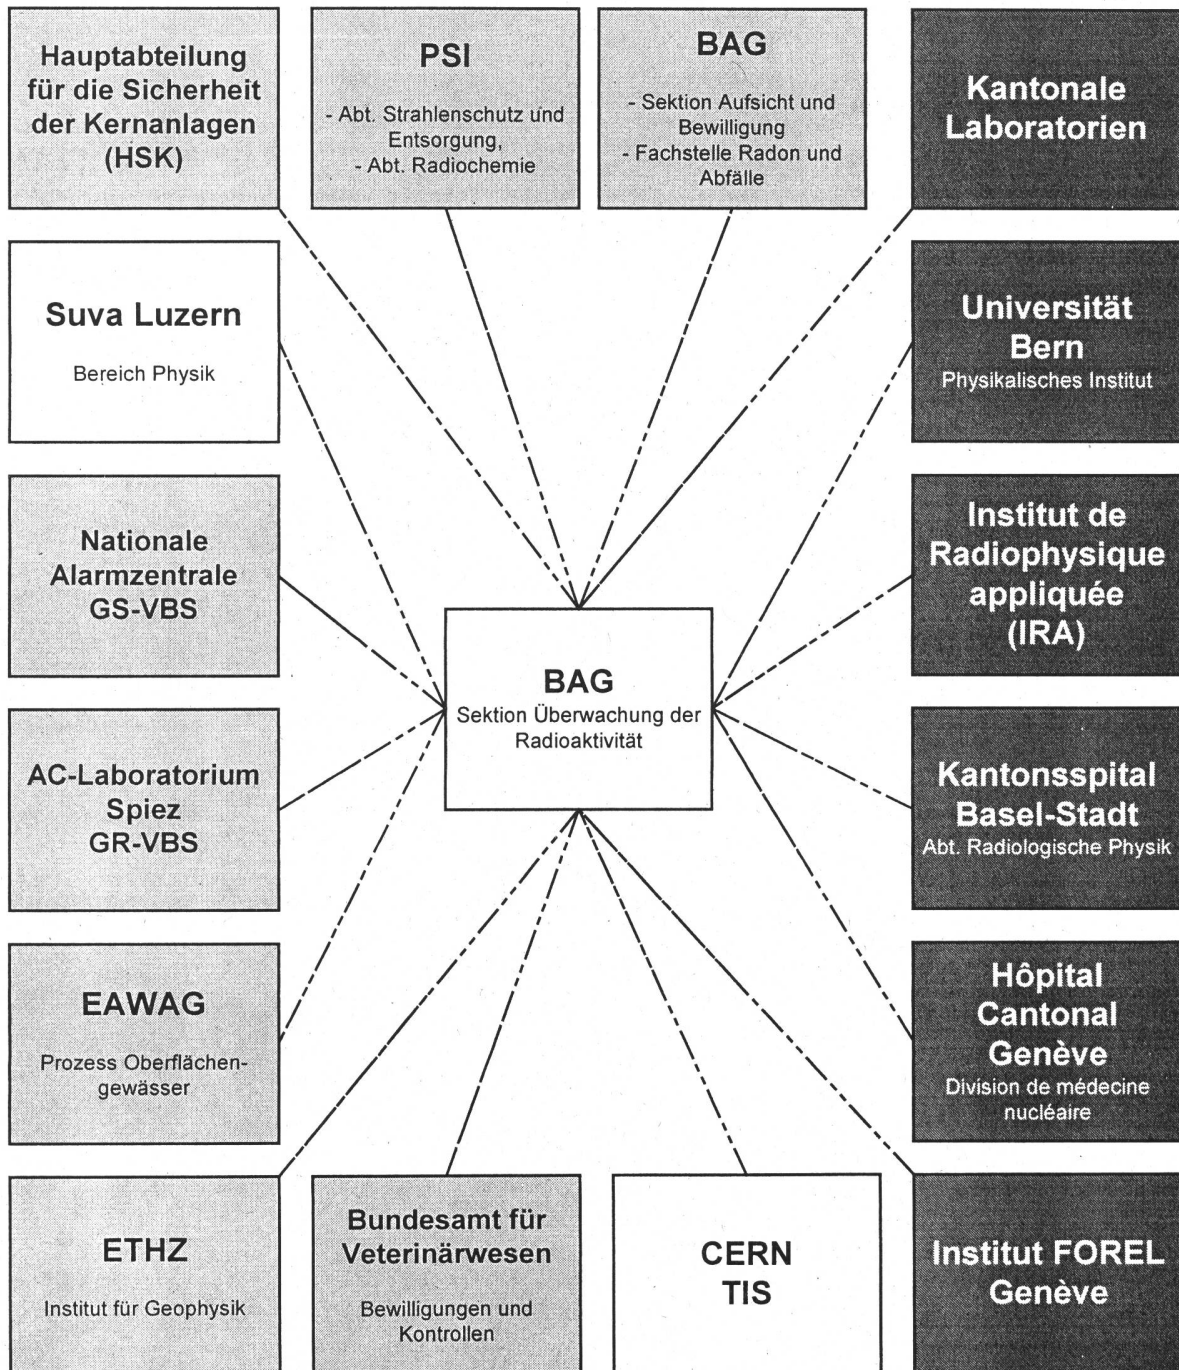 Hauptabteilung
für die Sicherheit
der Kernanlagen
(HSK)
PSI
- Abt. Strahlenschutz und
Entsorgung,
- Abt. Radiochemie
BAG
- Sektion Aufsicht und
Bewilligung
- Fachstelle Radon und
Abfälle
Kantonale
Laboratorien
Suva Luzern
Bereich Physik
Universität
Bern
Physikalisches Institut
Nationale
Alarmzentrale
GS-VBS
Institut de
Radiophysique
appliquée
(IRA)
BAG
Sektion Überwachung der
Radioaktivität
AC-Laboratorium
Spiez
GR-VBS
Kantonsspital
Basel-Stadt
Abt. Radiologische Physik
EAWAG
Prozess Oberflächen-
gewässer
Hôpital
Cantonal
Genève
Division de médecine
nucléaire
ETHZ
Institut für Geophysik
Bundesamt für
Veterinärwesen
Bewilligungen und
Kontrollen
CERN
TIS
Institut FOREL
Genève